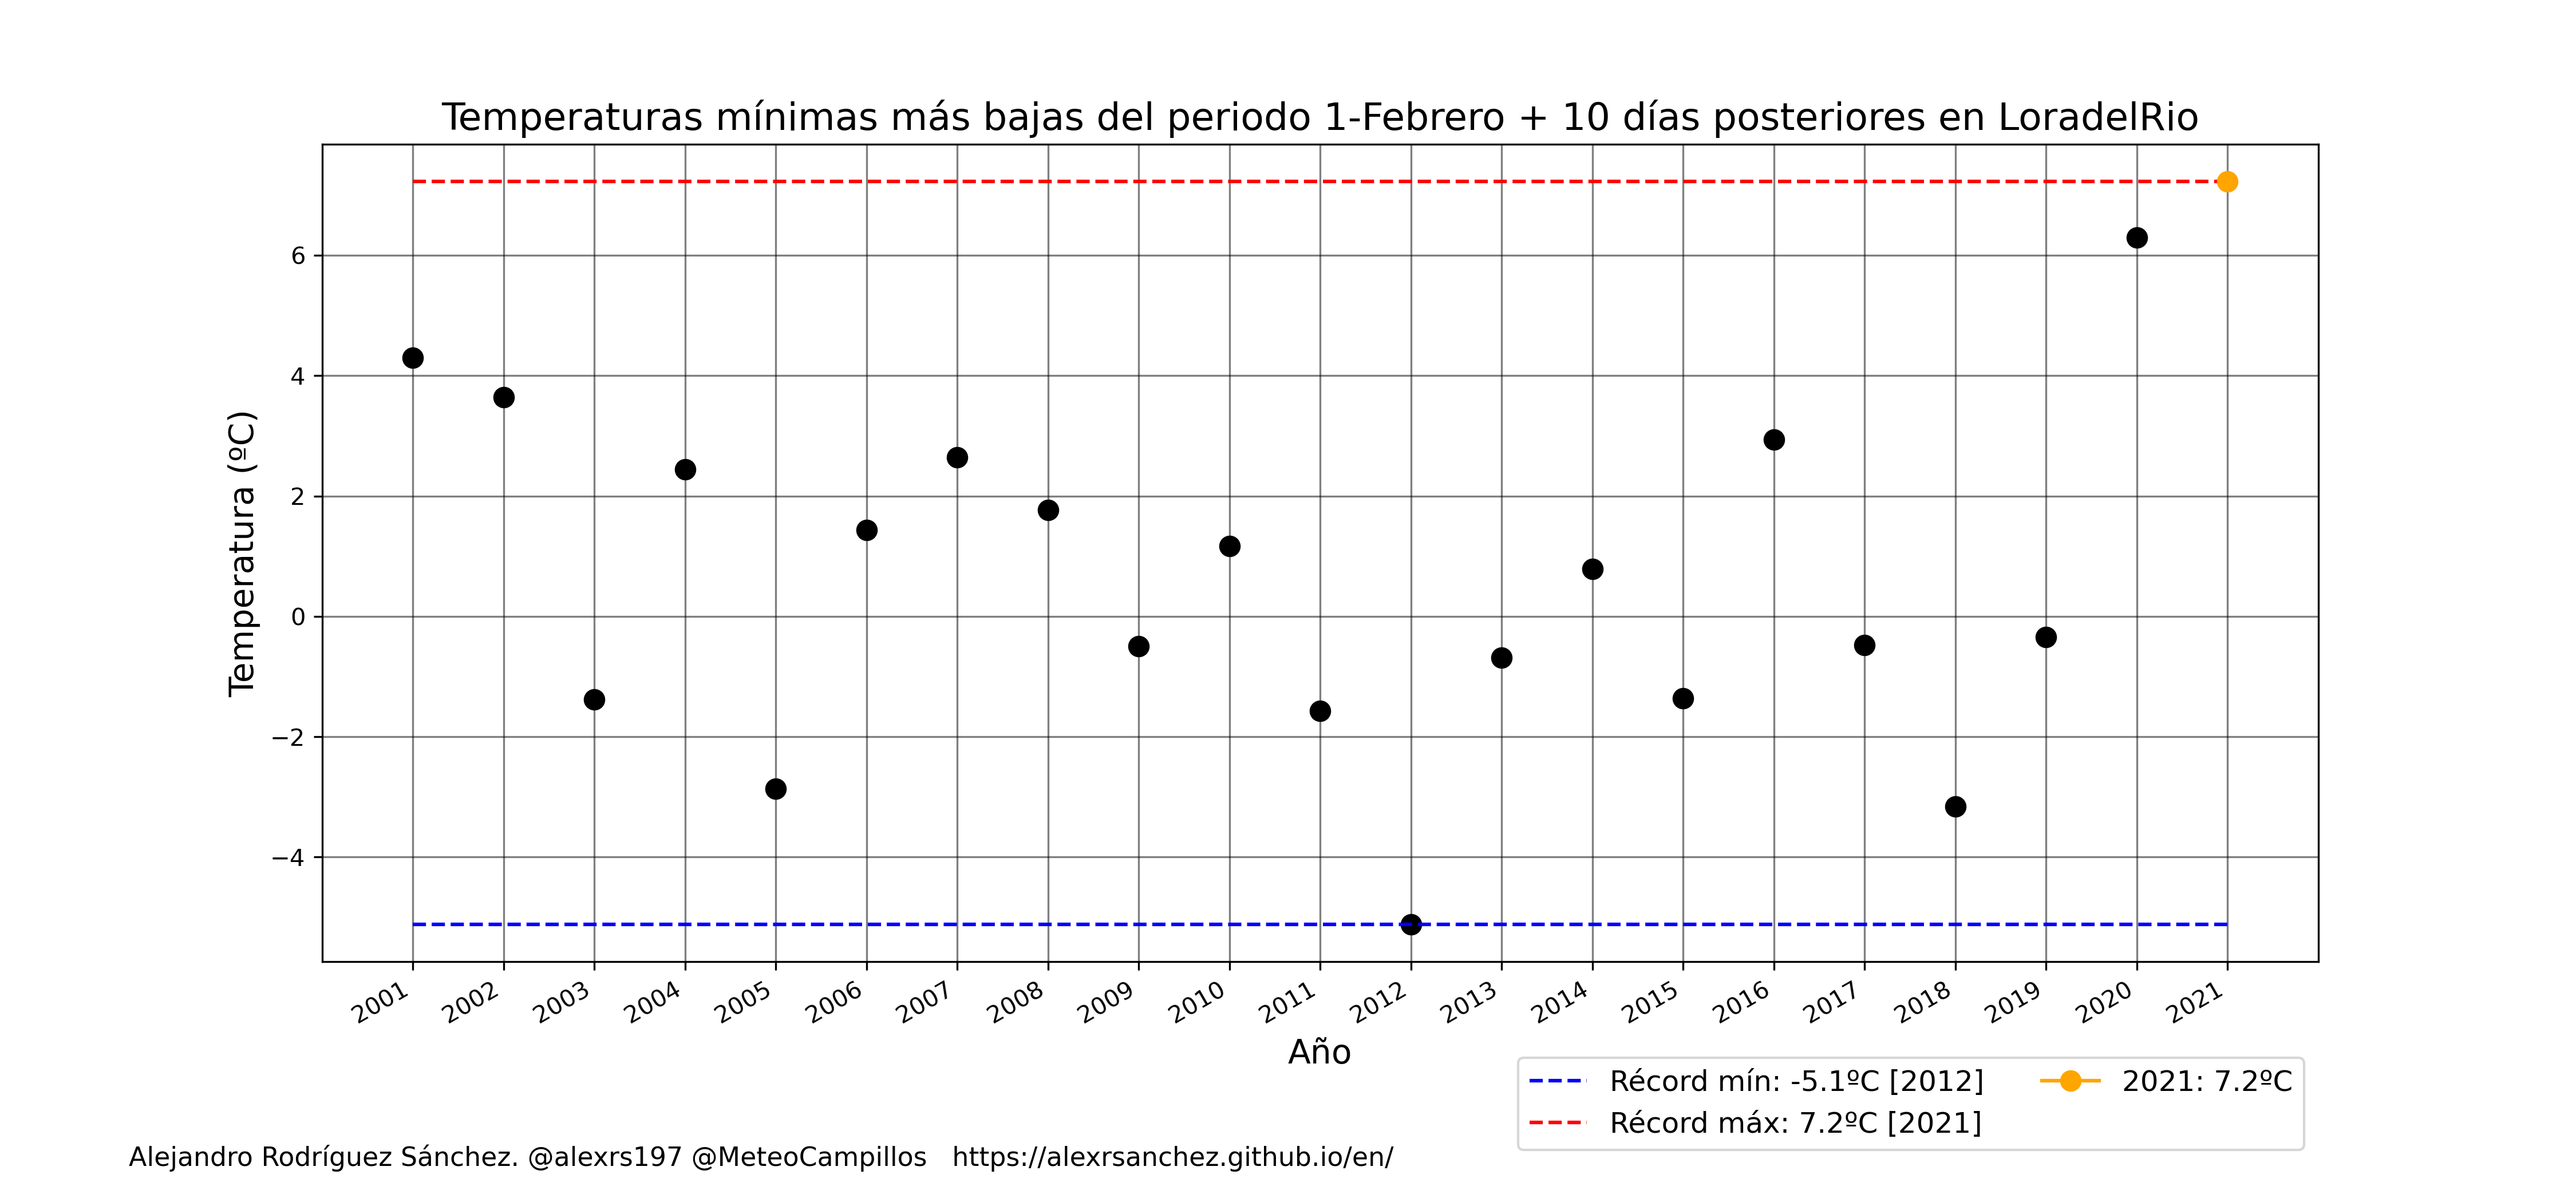 Temperaturas mínimas más bajas del periodo 1-Febrero + 10 días posteriores en LoradelRio
Temperatura (ºC)
6
4
2
0
−2
−4
2001 2002 2003 2004 2005 2006 2007 2008 2009 2010 2011 2012 2013 2014 2015 2016 2017 2018 2019 2020 2021
Año
Récord mín: -5.1ºC [2012]
Récord máx: 7.2ºC [2021]
2021: 7.2ºC
Alejandro Rodríguez Sánchez. @alexrs197 @MeteoCampillos https://alexrsanchez.github.io/en/